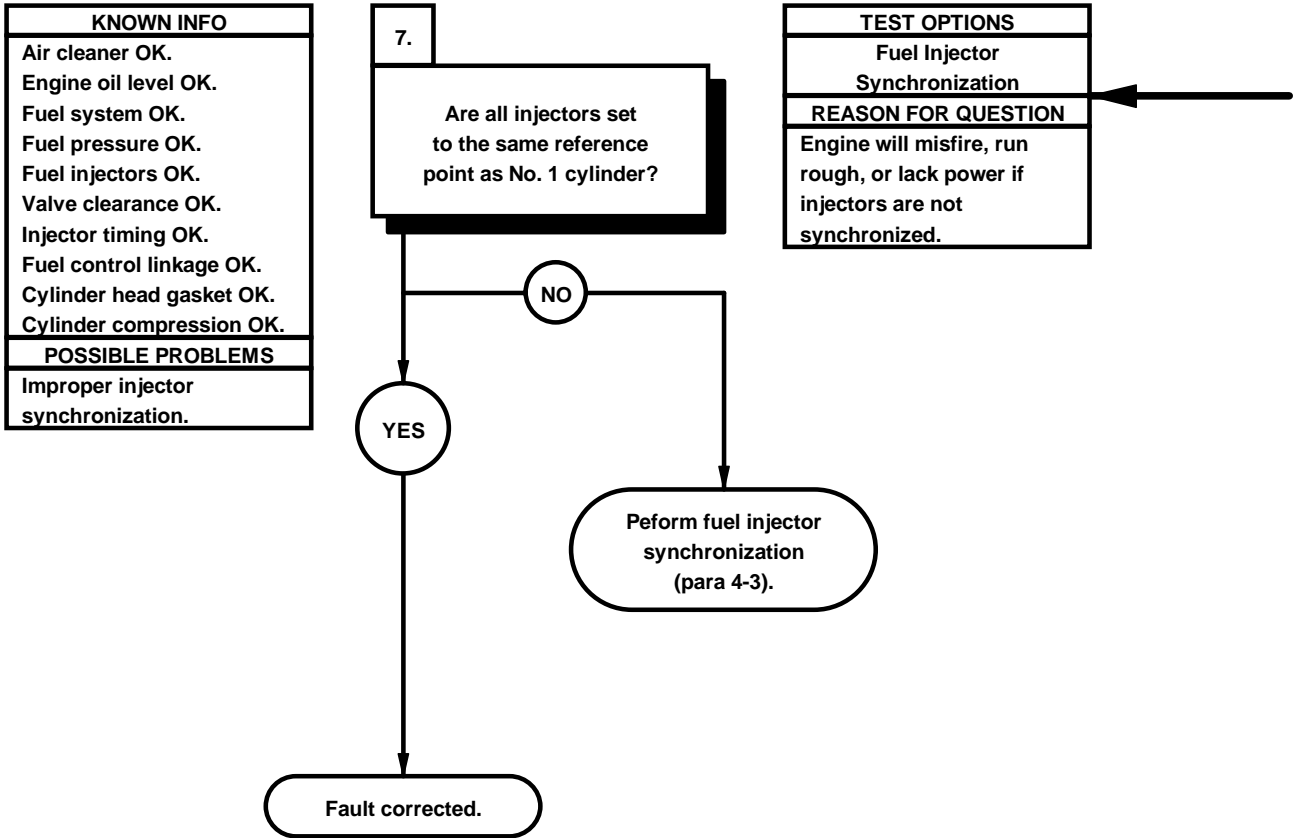 KNOWN INFO
Air cleaner OK.
Engine oil level OK.
Fuel system OK.
Fuel pressure OK.
Fuel injectors OK.
Valve clearance OK.
Injector timing OK.
Fuel control linkage OK.
Cylinder head gasket OK.
Cylinder compression OK.
POSSIBLE PROBLEMS
Improper injector
synchronization.
7.
Are all injectors set
to the same reference
point as No. 1 cylinder?
TEST OPTIONS
Fuel Injector
Synchronization
REASON FOR QUESTION
Engine will misfire, run
rough, or lack power if
injectors are not
synchronized.
NO
YES
Peform fuel injector
synchronization
(para 4-3).
Fault corrected.